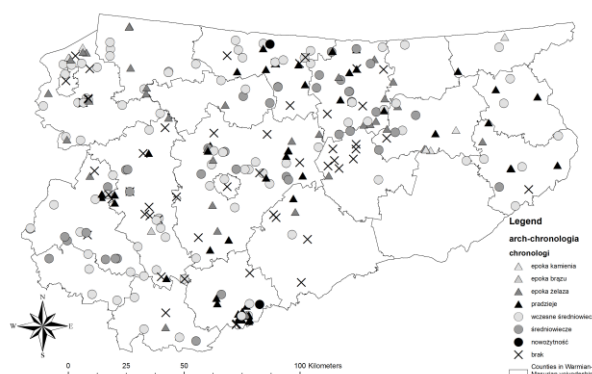 Legend
arch-chronologia
chronologi
epoka kamienia
epoka brązu
epoka żelaza
pradzieje
wczesne średniowiec
średniowiecze
nowożytność
brak
Counties in Warmian-
N
W E
S
0 25 50 100 Kilometers